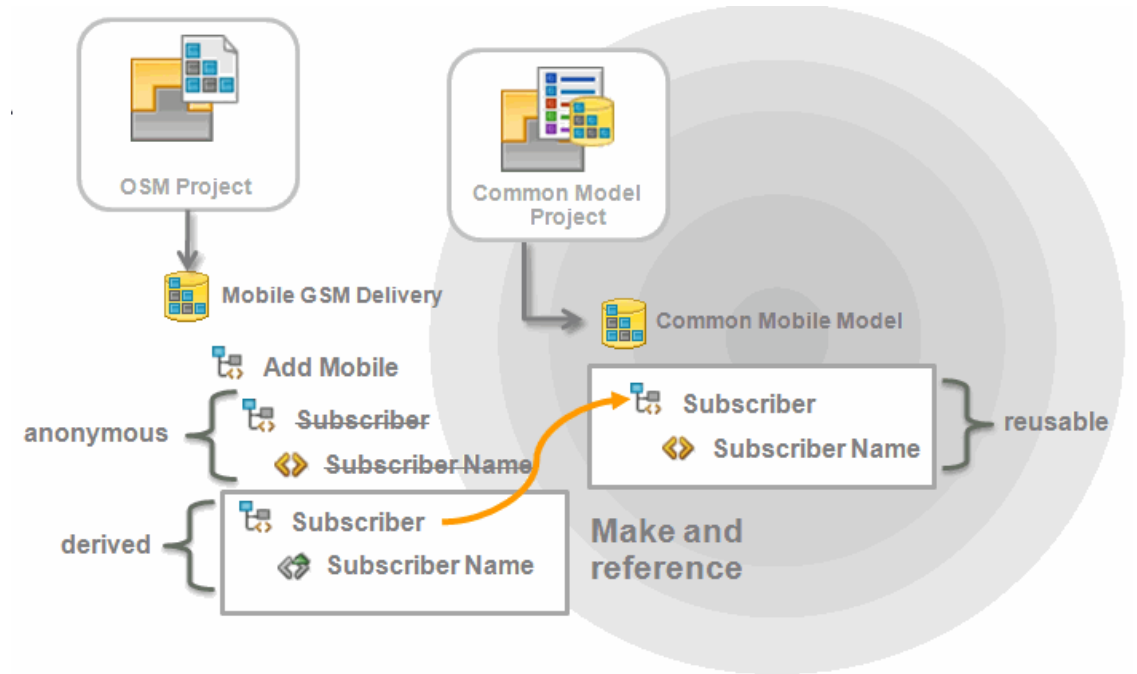 OSM Project
Common Model
Project
Mobile GSM Delivery
Common Mobile Model
Add Mobile
anonymous
Subscriber
Subscriber Name
Subscriber
Subscriber Name
reusable
derived
Subscriber
Subscriber Name
Make and
reference